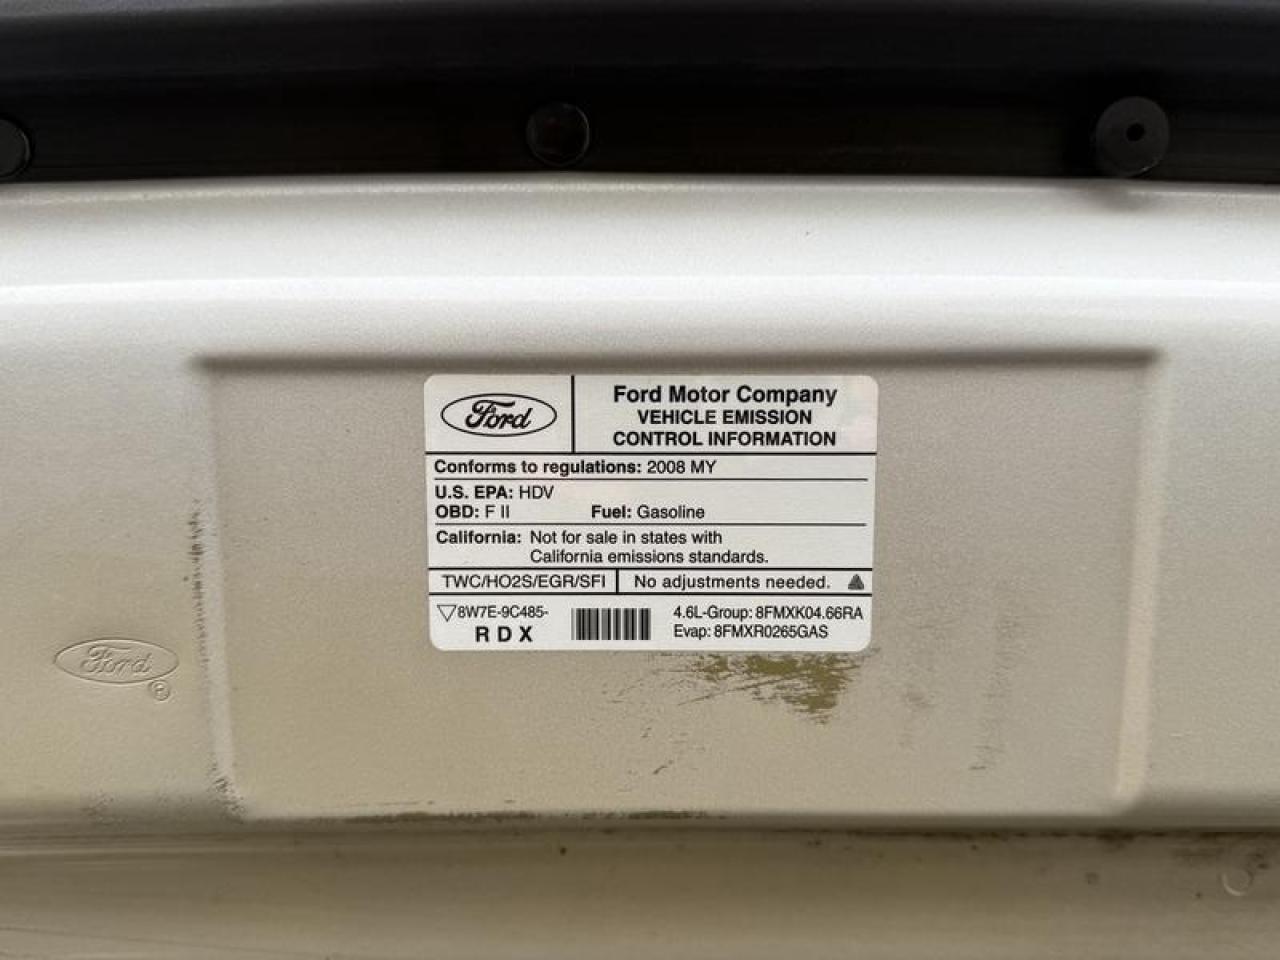 Ford
Ford Motor Company
VEHICLE EMISSION
CONTROL INFORMATION
Conforms to regulations: 2008 MY
U.S. EPA: HDV
OBD: F II Fuel: Gasoline
California: Not for sale in states with
California emissions standards.
TWC/HO2S/EGR/SFI No adjustments needed.
8W7E-9C485-
RDX
4.6L-Group: 8FMXK04.66RA
Evap: 8FMXR0265GAS
Ford
®